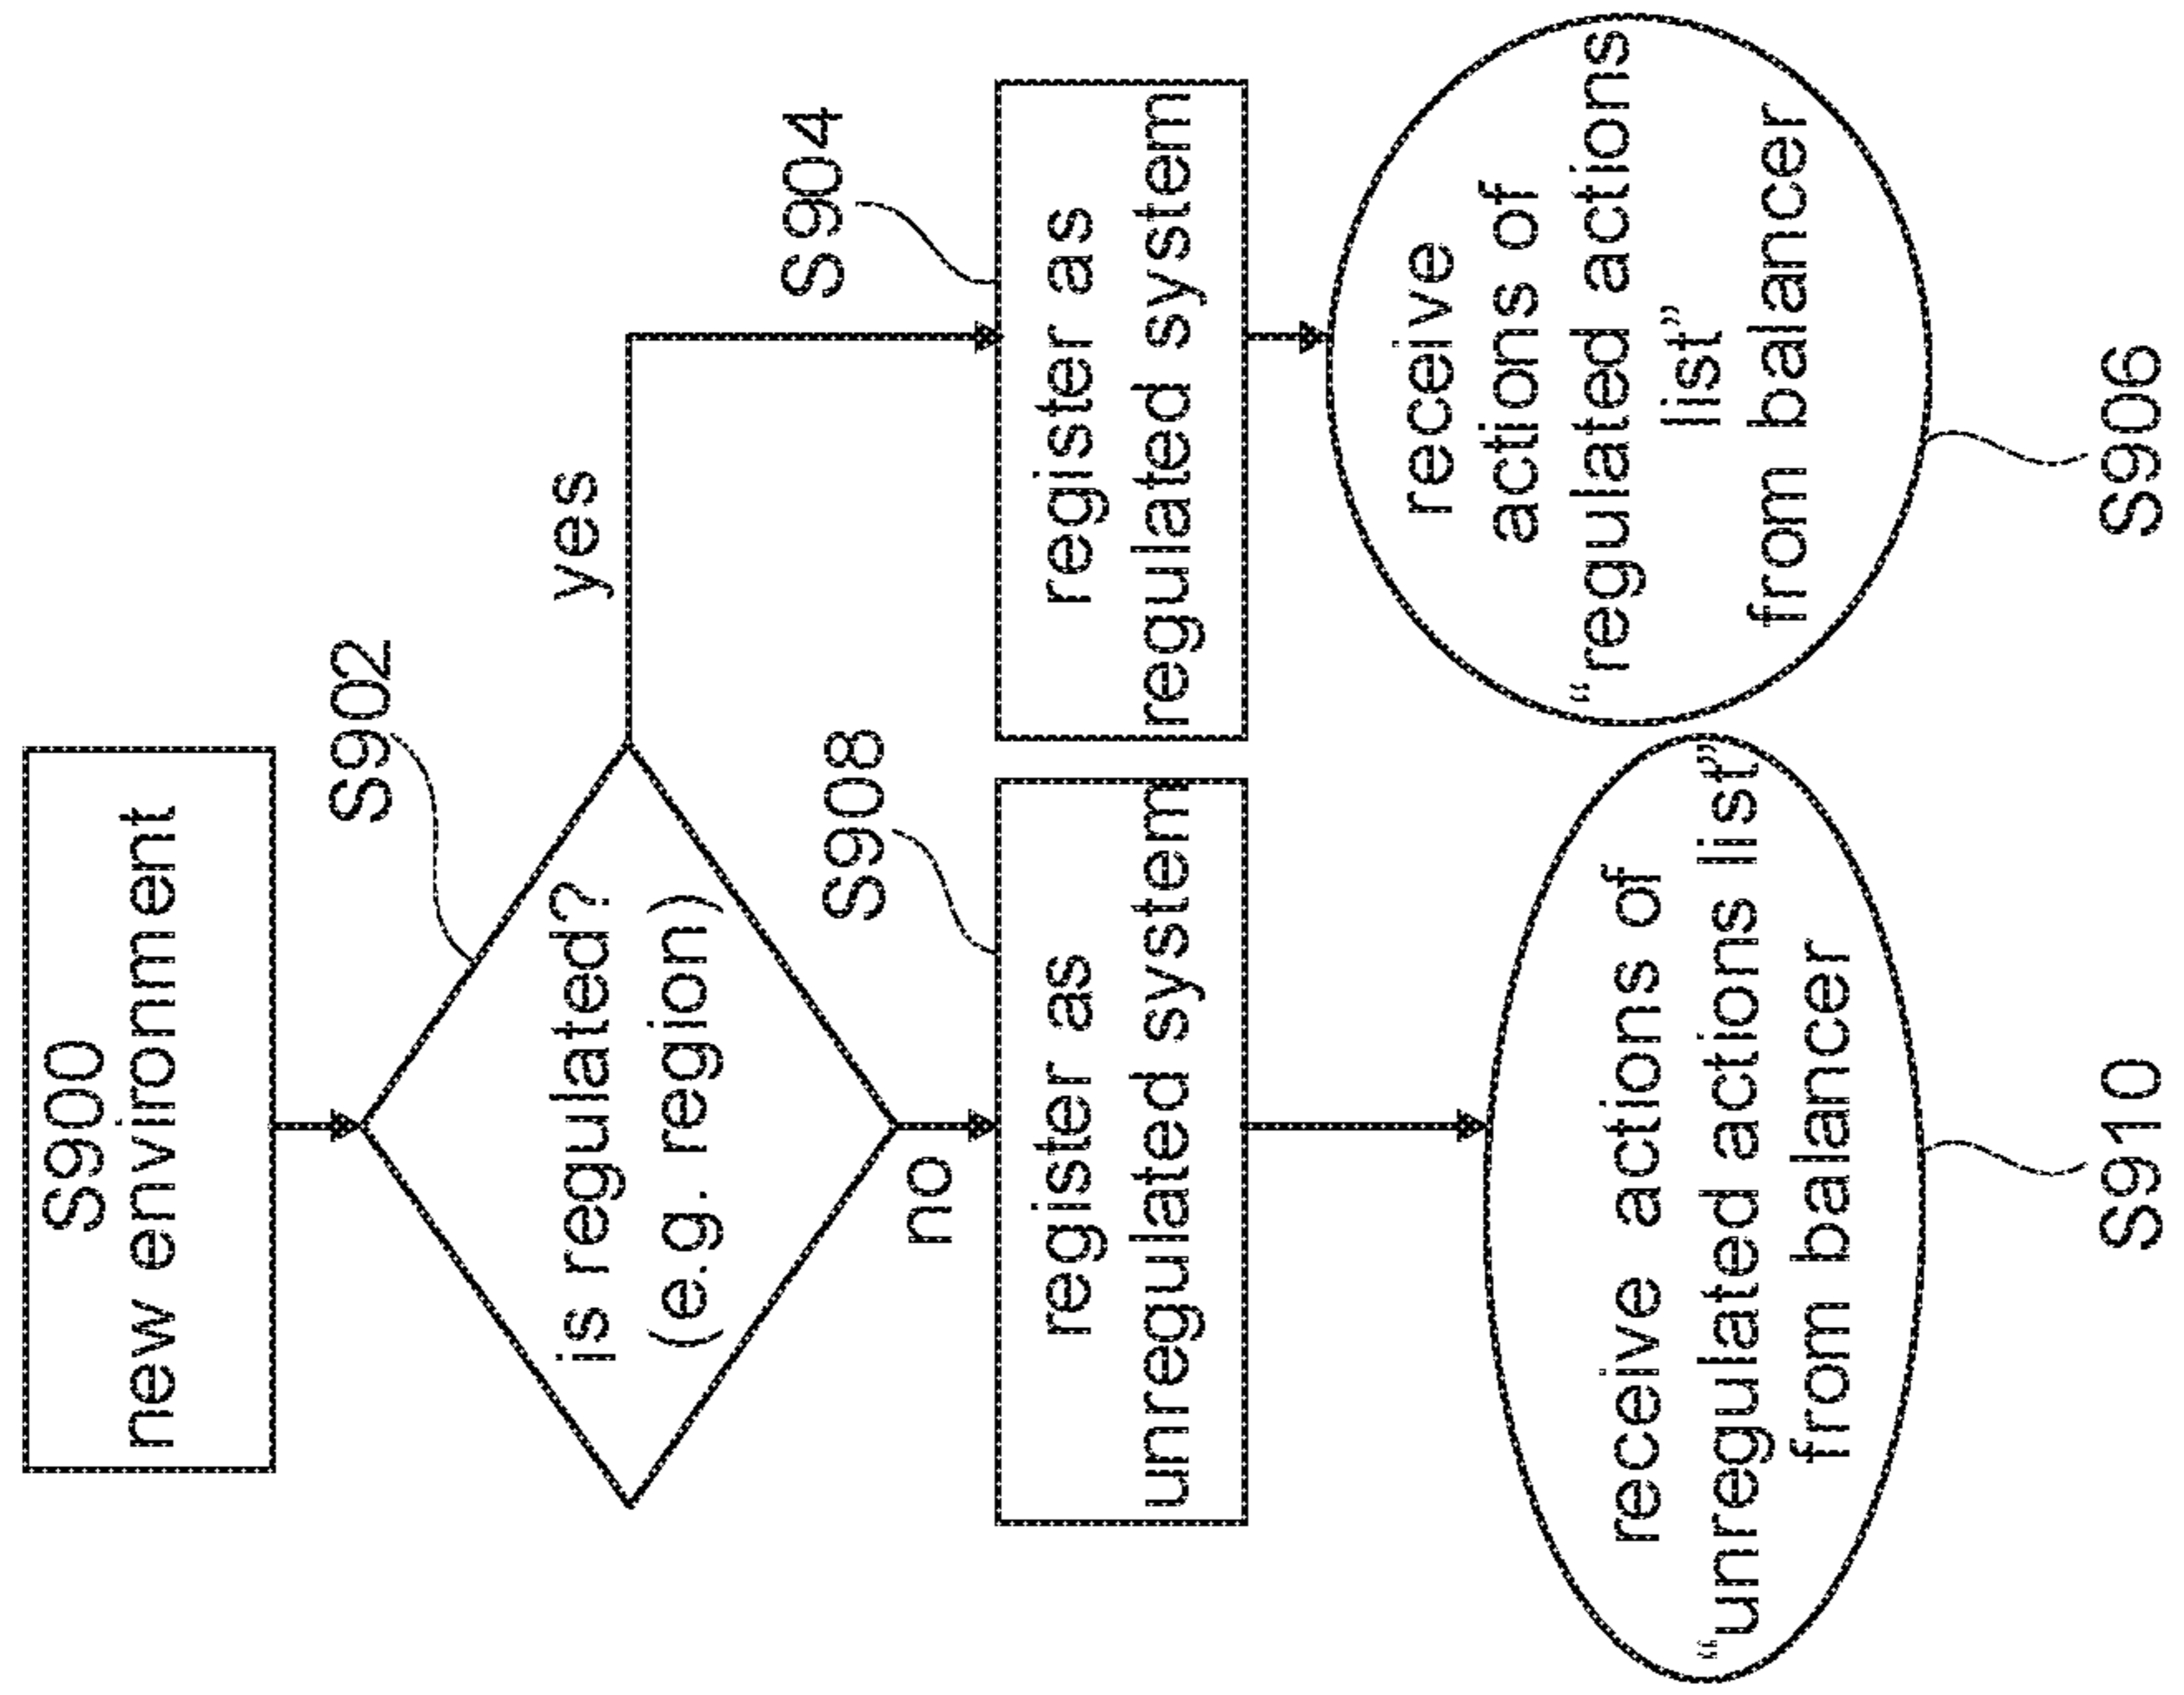 S900
new environment
S902
is regulated?
(e.g. region)
yes
no
S904
register as
regulated system
S908
register as
unregulated system
receive
actions of
“regulated actions
list”
from balancer
S906
receive actions of
“unregulated actions list”
from balancer
S910